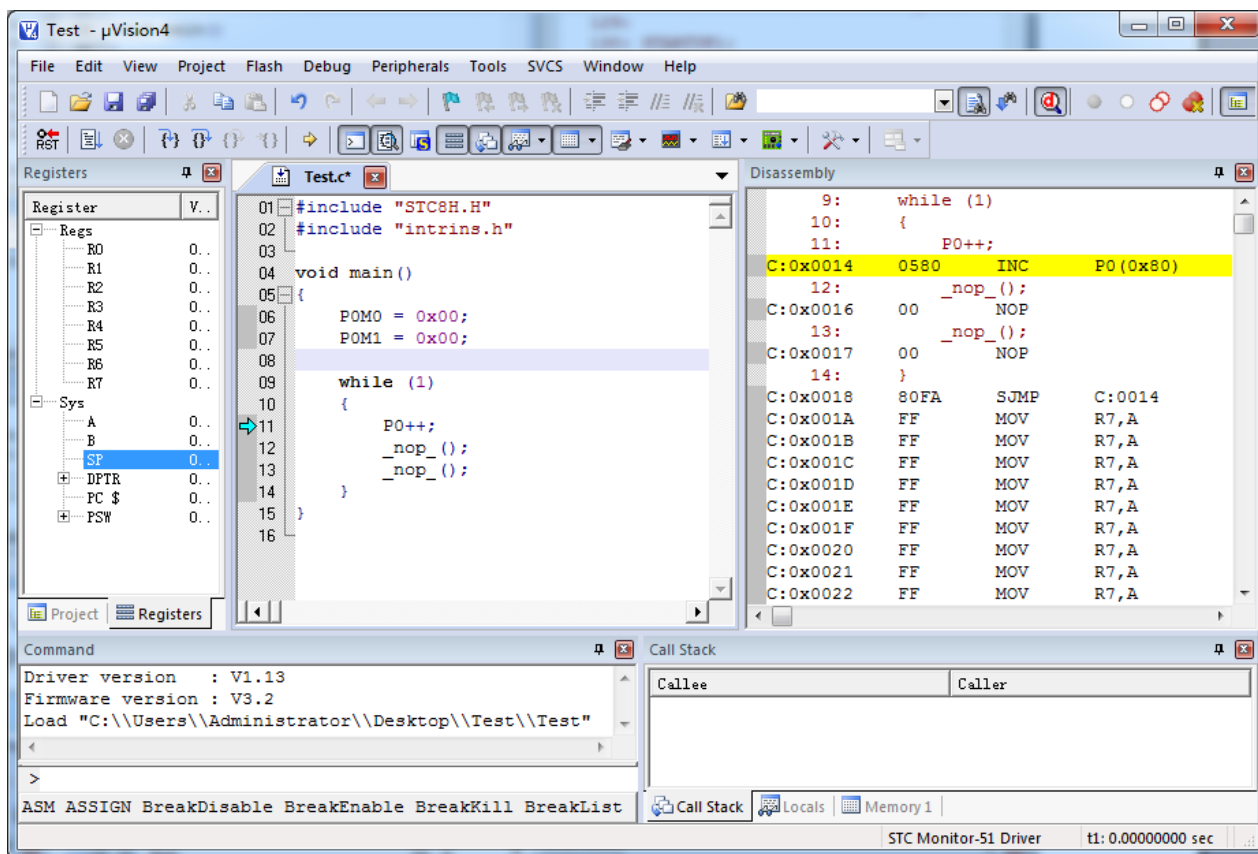 Test - µVision4
File Edit View Project Flash Debug Peripherals Tools SVCS Window Help
RST
Registers
Register V..
Regs
R0 0..
R1 0..
R2 0..
R3 0..
R4 0..
R5 0..
R6 0..
R7 0..
Sys
A 0..
B 0..
SP 0..
DPTR 0..
PC $ 0..
PSW 0..
Project Registers
Test.c*
01 #include "STC8H.H"
02 #include "intrins.h"
03
04 void main()
05 {
06 P0M0 = 0x00;
07 P0M1 = 0x00;
08
09 while (1)
10 {
11 P0++;
12 _nop_();
13 _nop_();
14 }
15 }
16
Disassembly
9: while (1)
10: {
11: P0++;
C:0x0014 0580 INC P0(0x80)
12: _nop_();
C:0x0016 00 NOP
13: _nop_();
C:0x0017 00 NOP
14: }
C:0x0018 80FA SJMP C:0014
C:0x001A FF MOV R7,A
C:0x001B FF MOV R7,A
C:0x001C FF MOV R7,A
C:0x001D FF MOV R7,A
C:0x001E FF MOV R7,A
C:0x001F FF MOV R7,A
C:0x0020 FF MOV R7,A
C:0x0021 FF MOV R7,A
C:0x0022 FF MOV R7,A
Command
Driver version : V1.13
Firmware version : V3.2
Load "C:\\Users\\Administrator\\Desktop\\Test\\Test"
>
ASM ASSIGN BreakDisable BreakEnable BreakKill BreakList
Call Stack
Callee Caller
Call Stack Locals Memory 1
STC Monitor-51 Driver t1: 0.00000000 sec